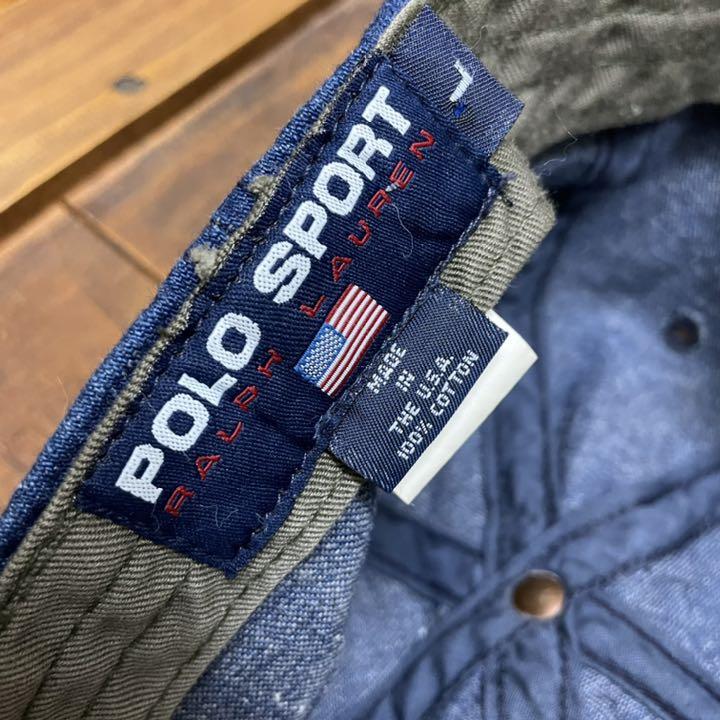 L
POLO SPORT
RALPH LAUREN
MADE
IN
THE U.S.A.
100% COTTON